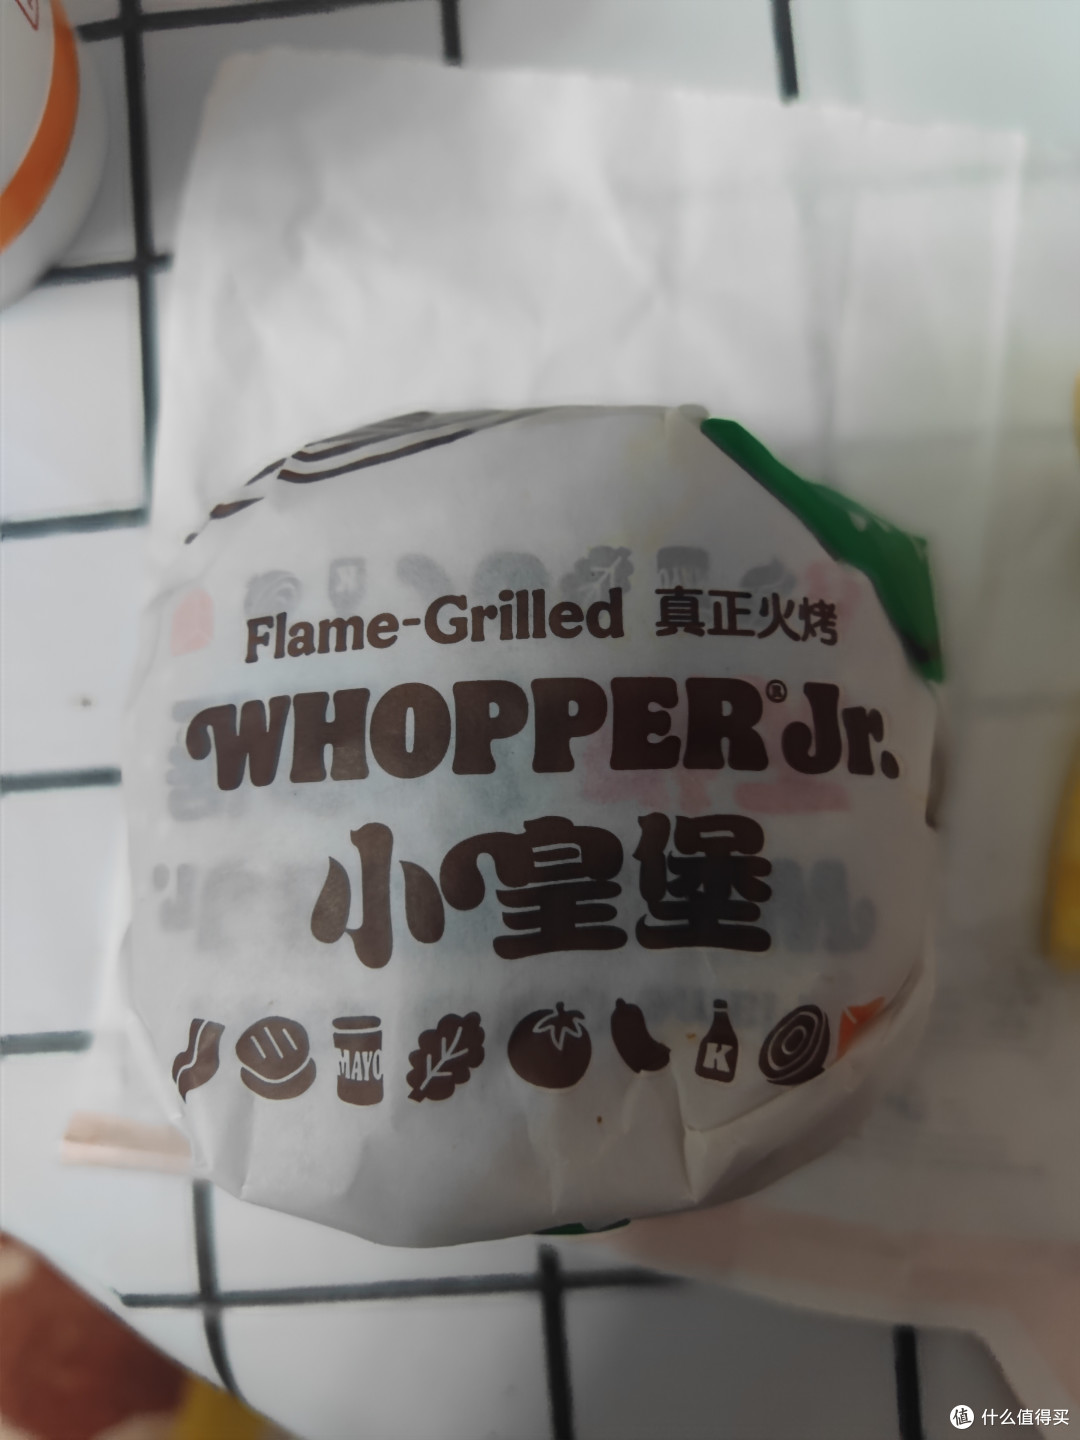 Flame-Grilled 真正火烤
WHOPPER® Jr.
小皇堡
MAYO
K
值 什么值得买